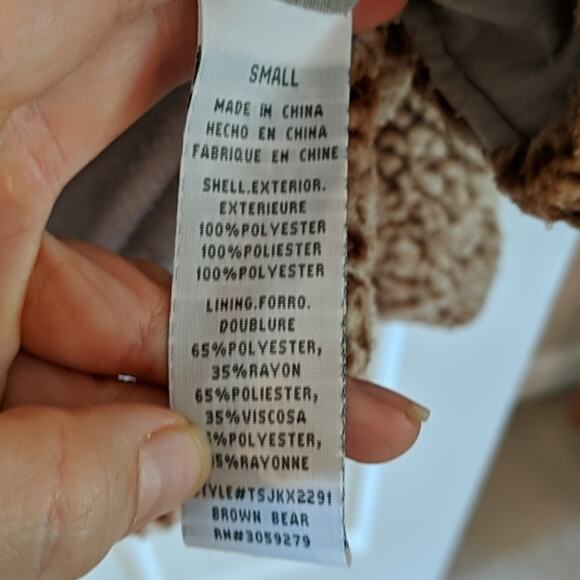 SMALL
MADE IN CHINA
HECHO EN CHINA
FABRIQUE EN CHINE
SHELL.EXTERIOR.
EXTERIEURE
100%POLYESTER
100%POLIESTER
100%POLYESTER
LINING.FORRO.
DOUBLURE
65%POLYESTER,
35%RAYON
65%POLIESTER,
35%VISCOSA
%POLYESTER,
5%RAYONNE
TYLE#TSJKX2291
BROWN BEAR
RN#3059279